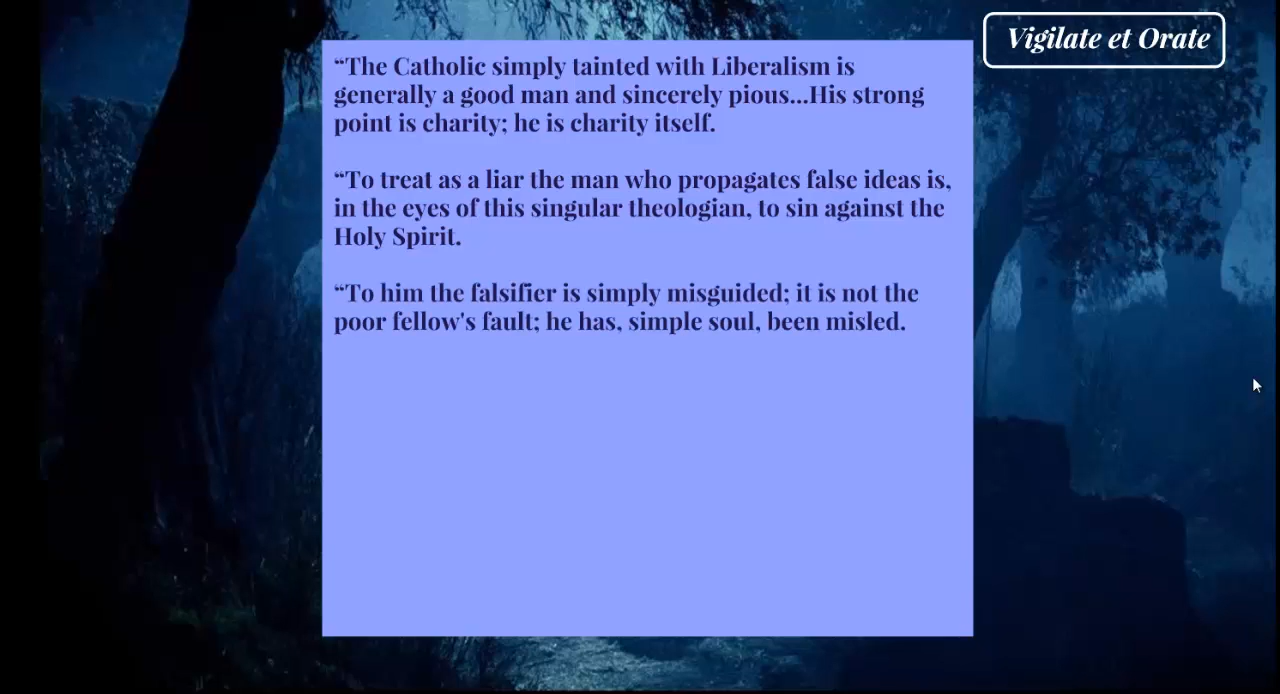 Vigilate et Orate
“The Catholic simply tainted with Liberalism is
generally a good man and sincerely pious...His strong
point is charity; he is charity itself.
“To treat as a liar the man who propagates false ideas is,
in the eyes of this singular theologian, to sin against the
Holy Spirit.
“To him the falsifier is simply misguided; it is not the
poor fellow's fault; he has, simple soul, been misled.